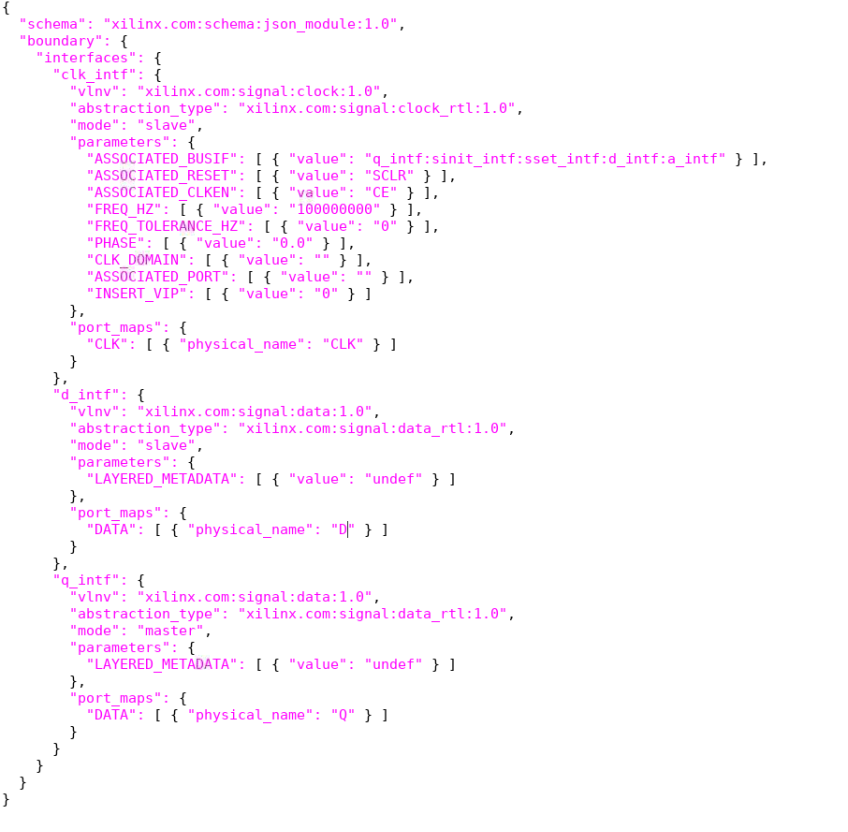 {
  "schema": "xilinx.com:schema:json_module:1.0",
  "boundary": {
    "interfaces": {
      "clk_intf": {
        "vlnv": "xilinx.com:signal:clock:1.0",
        "abstraction_type": "xilinx.com:signal:clock_rtl:1.0",
        "mode": "slave",
        "parameters": {
          "ASSOCIATED_BUSIF": [ { "value": "q_intf:sinit_intf:sset_intf:d_intf:a_intf" } ],
          "ASSOCIATED_RESET": [ { "value": "SCLR" } ],
          "ASSOCIATED_CLKEN": [ { "value": "CE" } ],
          "FREQ_HZ": [ { "value": "100000000" } ],
          "FREQ_TOLERANCE_HZ": [ { "value": "0" } ],
          "PHASE": [ { "value": "0.0" } ],
          "CLK_DOMAIN": [ { "value": "" } ],
          "ASSOCIATED_PORT": [ { "value": "" } ],
          "INSERT_VIP": [ { "value": "0" } ]
        },
        "port_maps": {
          "CLK": [ { "physical_name": "CLK" } ]
        }
      },
      "d_intf": {
        "vlnv": "xilinx.com:signal:data:1.0",
        "abstraction_type": "xilinx.com:signal:data_rtl:1.0",
        "mode": "slave",
        "parameters": {
          "LAYERED_METADATA": [ { "value": "undef" } ]
        },
        "port_maps": {
          "DATA": [ { "physical_name": "D" } ]
        }
      },
      "q_intf": {
        "vlnv": "xilinx.com:signal:data:1.0",
        "abstraction_type": "xilinx.com:signal:data_rtl:1.0",
        "mode": "master",
        "parameters": {
          "LAYERED_METADATA": [ { "value": "undef" } ]
        },
        "port_maps": {
          "DATA": [ { "physical_name": "Q" } ]
        }
      }
    }
  }
}